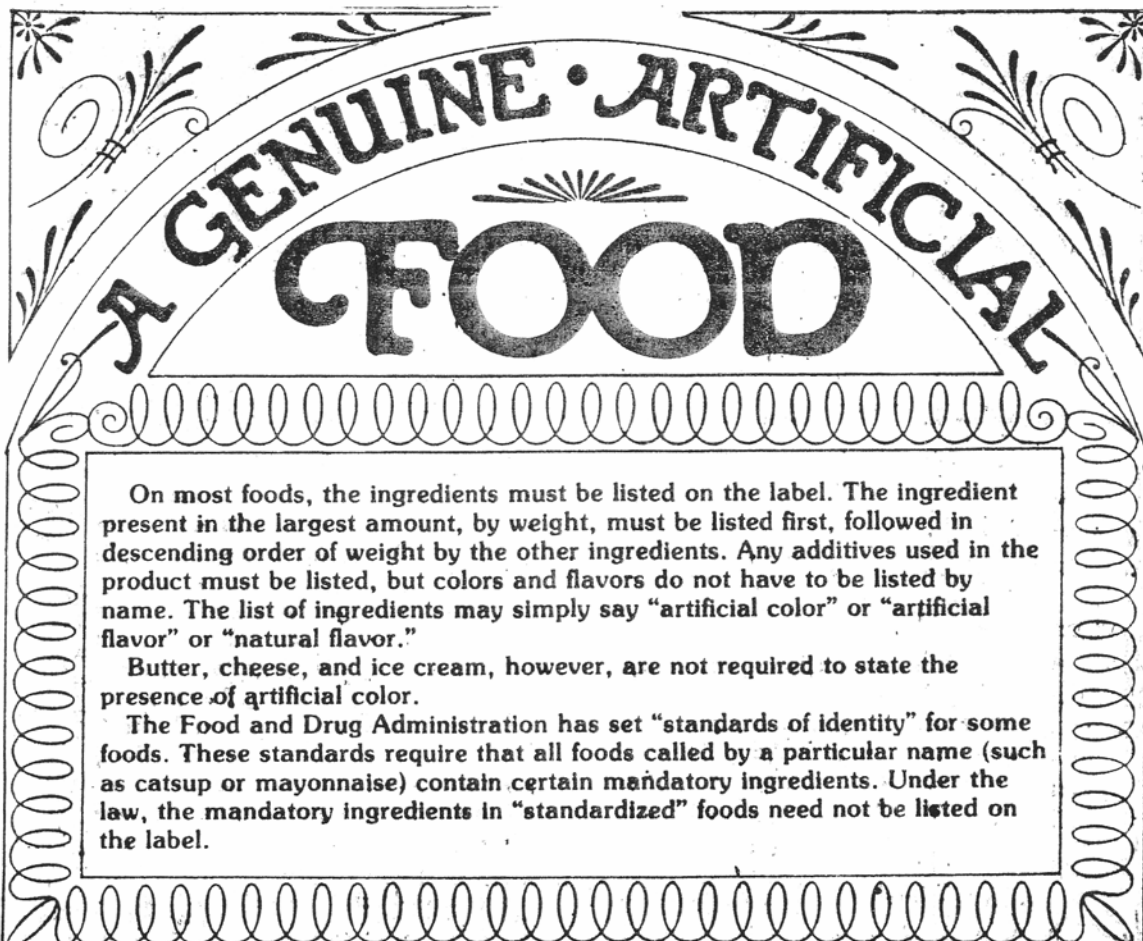 A GENUINE • ARTIFICIAL
FOOD
On most foods, the ingredients must be listed on the label. The ingredient
present in the largest amount, by weight, must be listed first, followed in
descending order of weight by the other ingredients. Any additives used in the
product must be listed, but colors and flavors do not have to be listed by
name. The list of ingredients may simply say “artificial color” or “artificial
flavor” or “natural flavor.”
Butter, cheese, and ice cream, however, are not required to state the
presence of artificial color.
The Food and Drug Administration has set “standards of identity” for some
foods. These standards require that all foods called by a particular name (such
as catsup or mayonnaise) contain certain mandatory ingredients. Under the
law, the mandatory ingredients in “standardized” foods need not be listed on
the label.